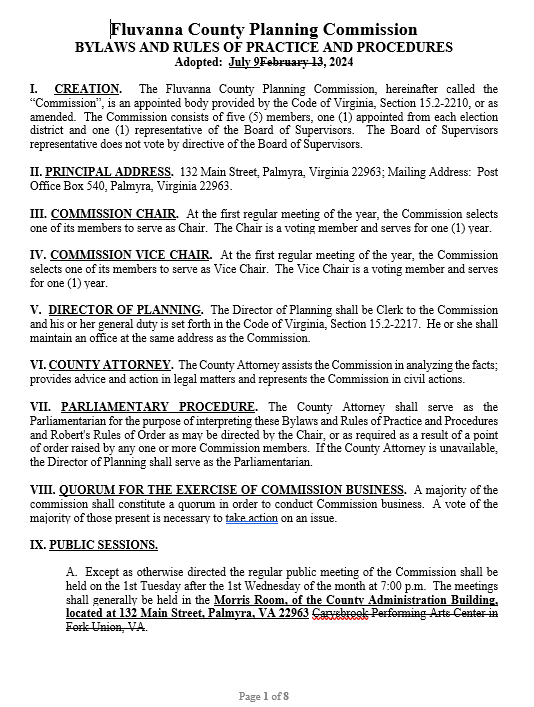 Fluvanna County Planning Commission
BYLAWS AND RULES OF PRACTICE AND PROCEDURES
Adopted: July 9February 13, 2024
I. CREATION. The Fluvanna County Planning Commission, hereinafter called the
“Commission”, is an appointed body provided by the Code of Virginia, Section 15.2-2210, or as
amended. The Commission consists of five (5) members, one (1) appointed from each election
district and one (1) representative of the Board of Supervisors. The Board of Supervisors
representative does not vote by directive of the Board of Supervisors.
II. PRINCIPAL ADDRESS. 132 Main Street, Palmyra, Virginia 22963; Mailing Address: Post
Office Box 540, Palmyra, Virginia 22963.
III. COMMISSION CHAIR. At the first regular meeting of the year, the Commission selects
one of its members to serve as Chair. The Chair is a voting member and serves for one (1) year.
IV. COMMISSION VICE CHAIR. At the first regular meeting of the year, the Commission
selects one of its members to serve as Vice Chair. The Vice Chair is a voting member and serves
for one (1) year.
V. DIRECTOR OF PLANNING. The Director of Planning shall be Clerk to the Commission
and his or her general duty is set forth in the Code of Virginia, Section 15.2-2217. He or she shall
maintain an office at the same address as the Commission.
VI. COUNTY ATTORNEY. The County Attorney assists the Commission in analyzing the facts;
provides advice and action in legal matters and represents the Commission in civil actions.
VII. PARLIAMENTARY PROCEDURE. The County Attorney shall serve as the
Parliamentarian for the purpose of interpreting these Bylaws and Rules of Practice and Procedures
and Robert's Rules of Order as may be directed by the Chair, or as required as a result of a point
of order raised by any one or more Commission members. If the County Attorney is unavailable,
the Director of Planning shall serve as the Parliamentarian.
VIII. QUORUM FOR THE EXERCISE OF COMMISSION BUSINESS. A majority of the
commission shall constitute a quorum in order to conduct Commission business. A vote of the
majority of those present is necessary to take action on an issue.
IX. PUBLIC SESSIONS.
A. Except as otherwise directed the regular public meeting of the Commission shall be
held on the 1st Tuesday after the 1st Wednesday of the month at 7:00 p.m. The meetings
shall generally be held in the Morris Room, of the County Administration Building,
located at 132 Main Street, Palmyra, VA 22963 Carysbrook Performing Arts Center in
Fork Union, VA.
Page 1 of 8